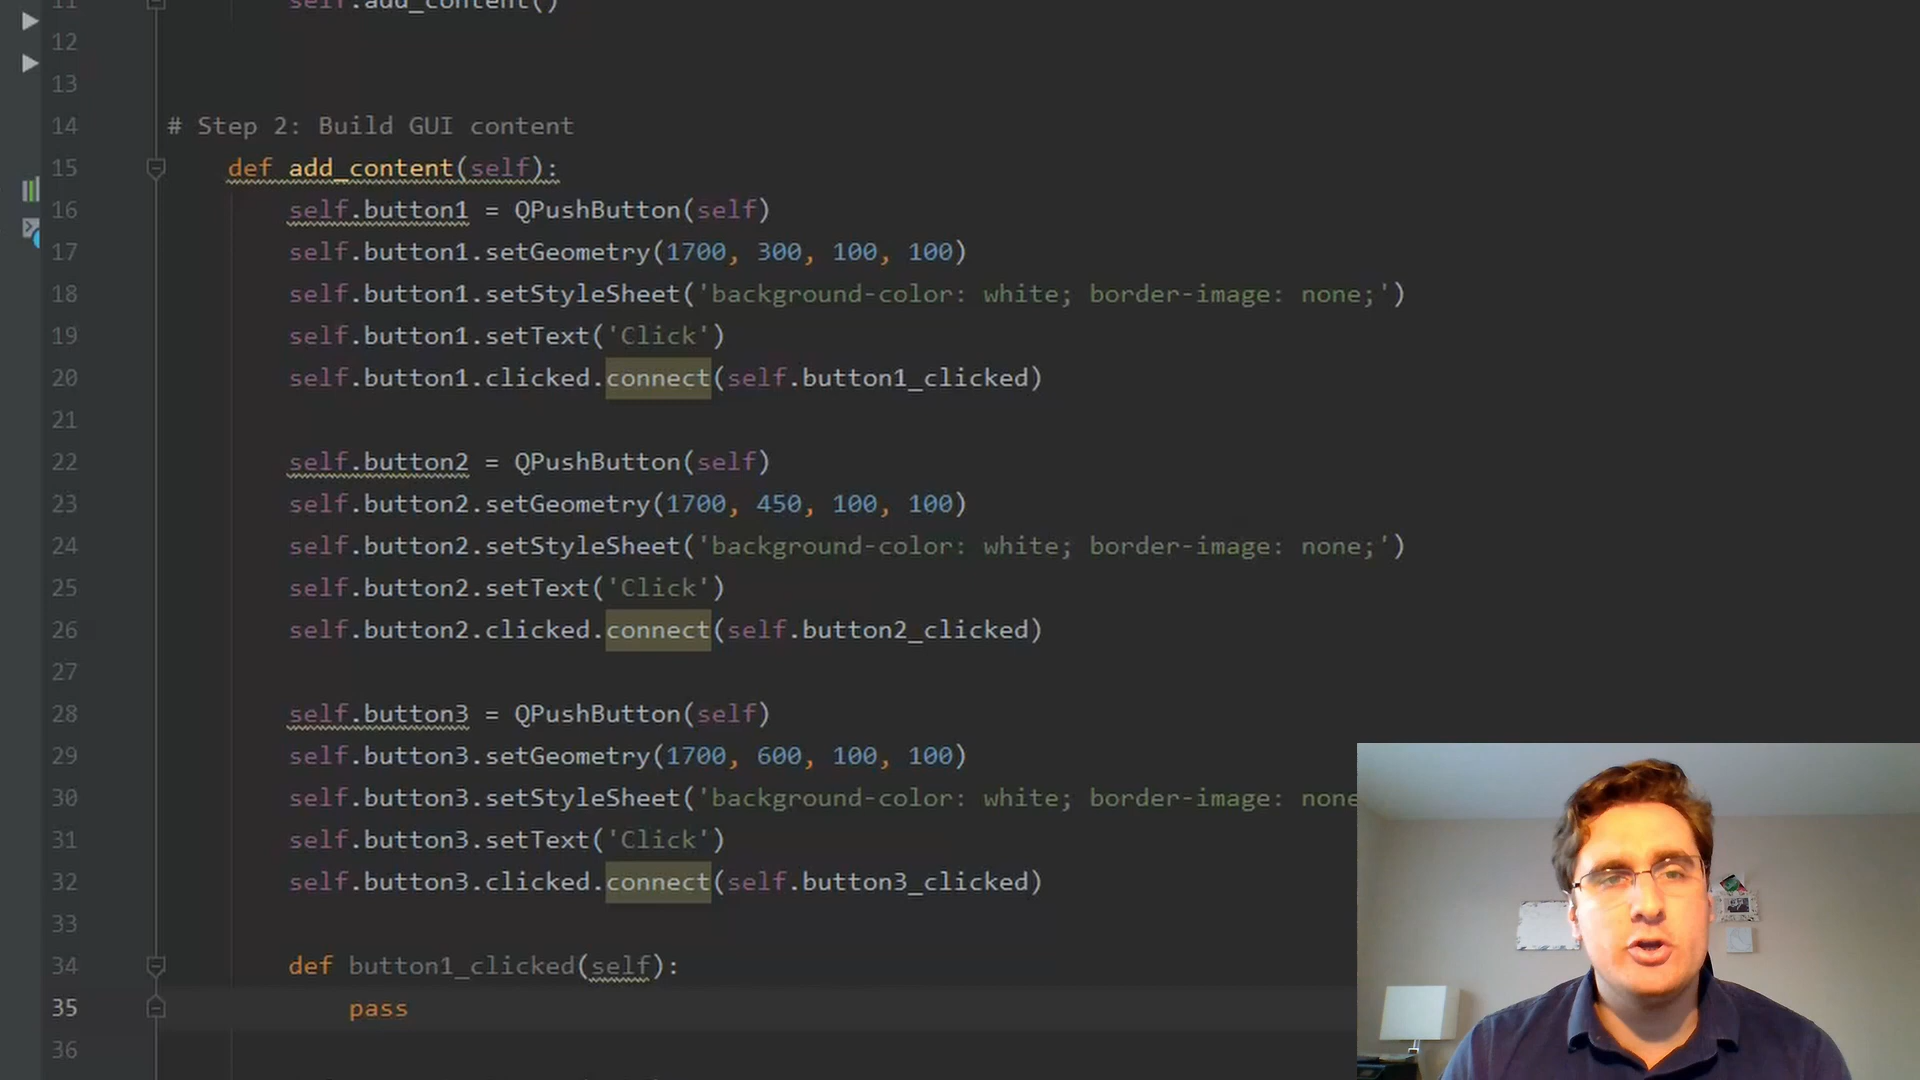 11 self.add_content()
12
13
14 # Step 2: Build GUI content
15 def add_content(self):
16 self.button1 = QPushButton(self)
17 self.button1.setGeometry(1700, 300, 100, 100)
18 self.button1.setStyleSheet('background-color: white; border-image: none;')
19 self.button1.setText('Click')
20 self.button1.clicked.connect(self.button1_clicked)
21
22 self.button2 = QPushButton(self)
23 self.button2.setGeometry(1700, 450, 100, 100)
24 self.button2.setStyleSheet('background-color: white; border-image: none;')
25 self.button2.setText('Click')
26 self.button2.clicked.connect(self.button2_clicked)
27
28 self.button3 = QPushButton(self)
29 self.button3.setGeometry(1700, 600, 100, 100)
30 self.button3.setStyleSheet('background-color: white; border-image: none
31 self.button3.setText('Click')
32 self.button3.clicked.connect(self.button3_clicked)
33
34 def button1_clicked(self):
35 pass
36